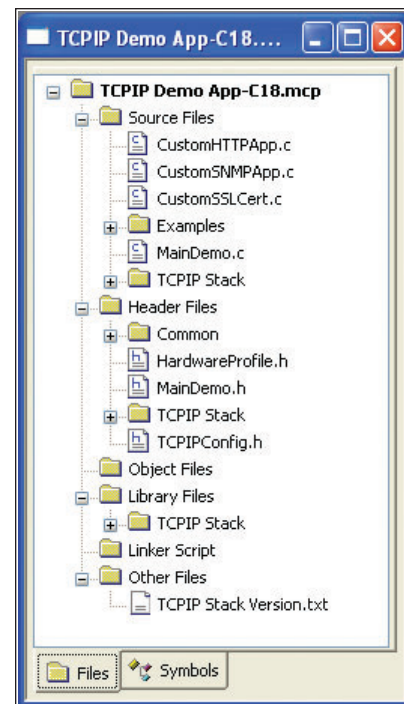 TCPIP Demo App-C18....
TCPIP Demo App-C18.mcp
Source Files
CustomHTTPApp.c
CustomSNMPApp.c
CustomSSLCert.c
Examples
MainDemo.c
TCPIP Stack
Header Files
Common
HardwareProfile.h
MainDemo.h
TCPIP Stack
TCPIPConfig.h
Object Files
Library Files
TCPIP Stack
Linker Script
Other Files
TCPIP Stack Version.txt
Files Symbols